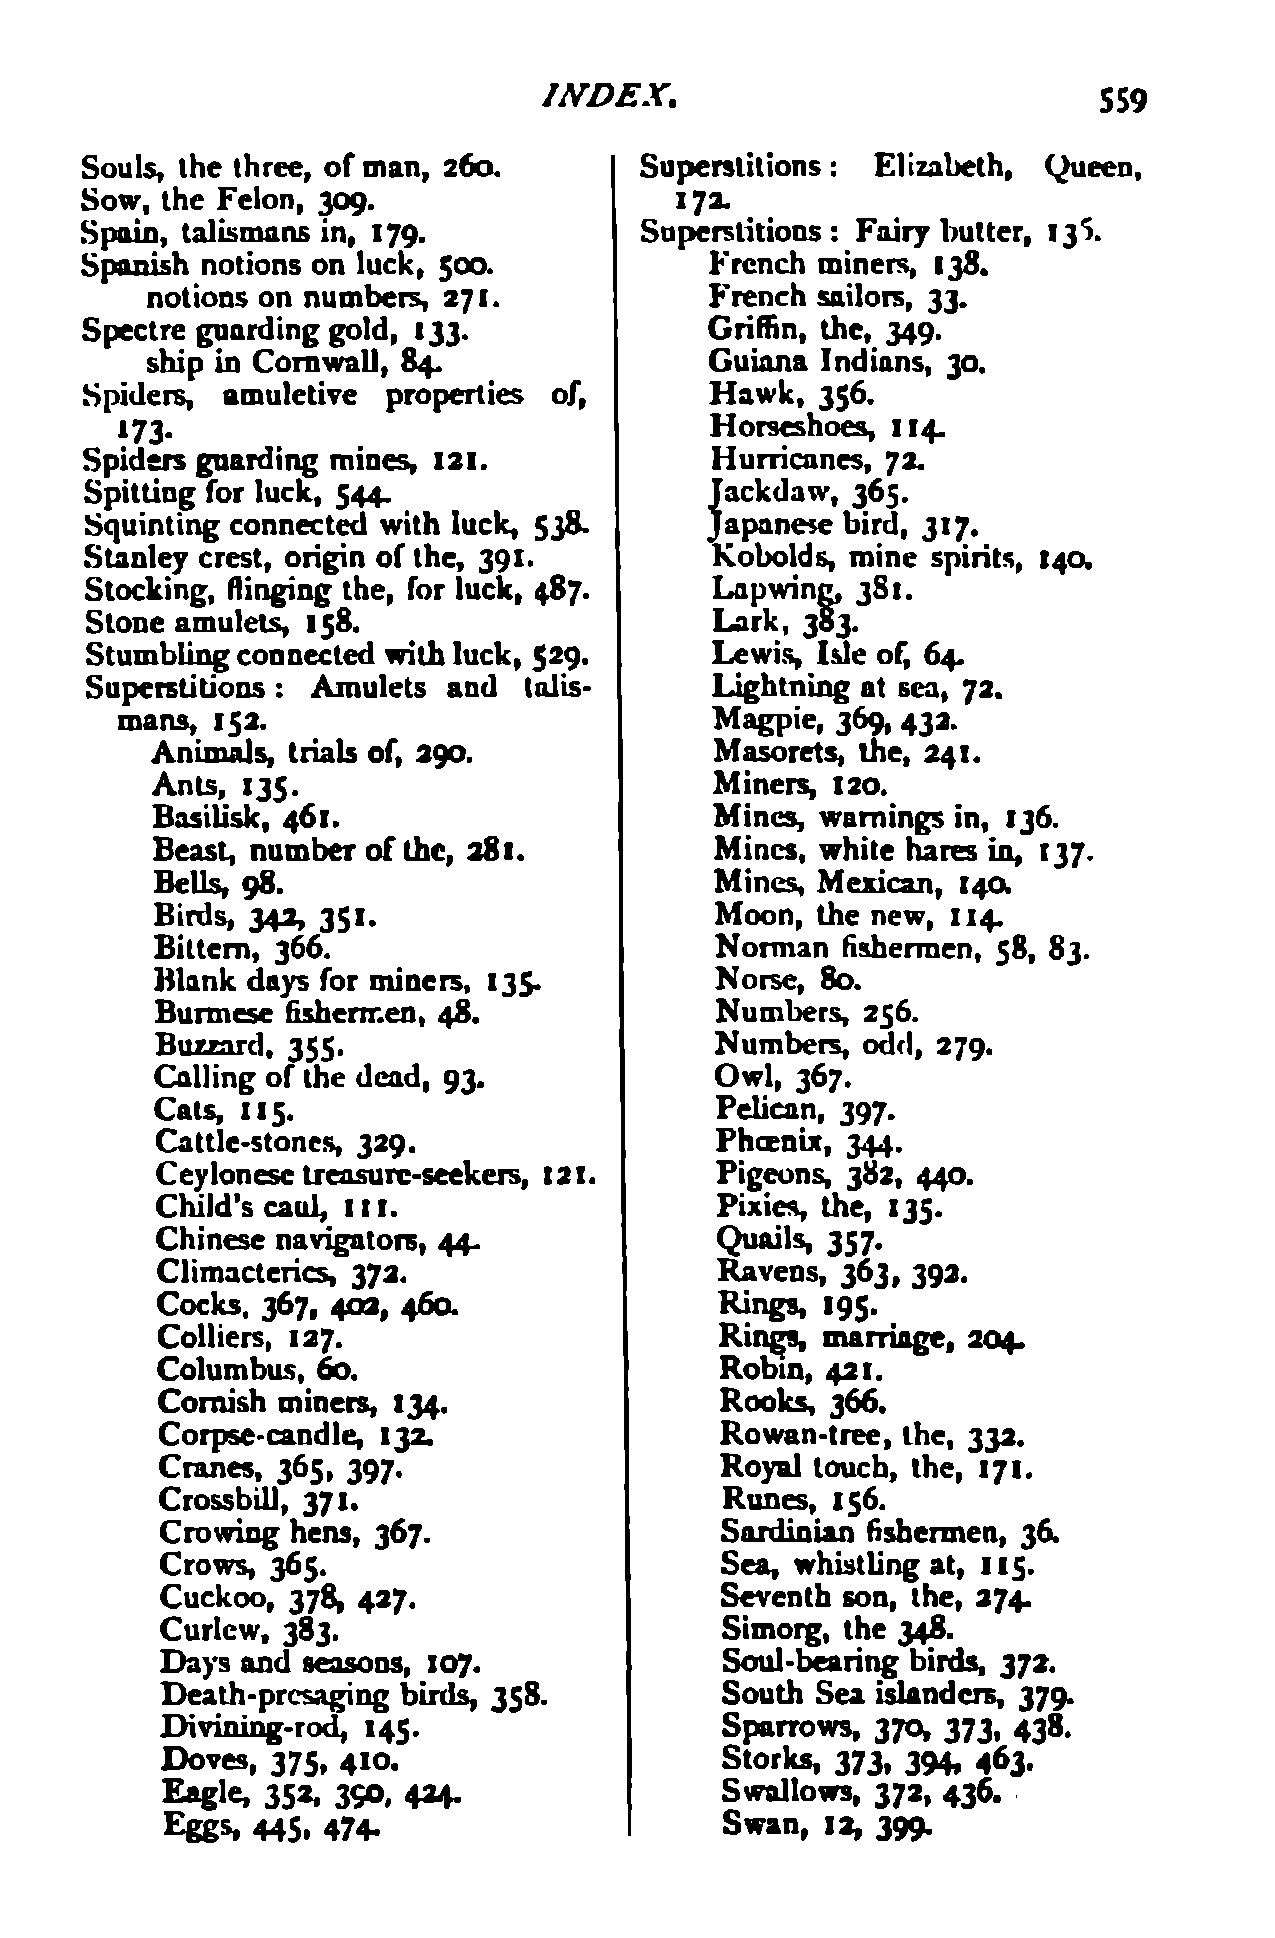 INDEX.
559
Souls, the three, of man, 260.
Sow, the Felon, 309.
Spain, talismans in, 179.
Spanish notions on luck, 500.
notions on numbers, 271.
Spectre guarding gold, 133.
ship in Cornwall, 84.
Spiders, amuletive properties of,
173.
Spiders guarding mines, 121.
Spitting for luck, 544.
Squinting connected with luck, 538.
Stanley crest, origin of the, 391.
Stocking, flinging the, for luck, 487.
Stone amulets, 158.
Stumbling connected with luck, 529.
Superstitions : Amulets and talis-
mans, 152.
Animals, trials of, 290.
Ants, 135.
Basilisk, 461.
Beast, number of the, 281.
Bells, 98.
Birds, 342, 351.
Bittern, 366.
Blank days for miners, 135.
Burmese fishermen, 48.
Buzzard, 355.
Calling of the dead, 93.
Cats, 115.
Cattle-stones, 329.
Ceylonese treasure-seekers, 121.
Child's caul, 111.
Chinese navigators, 44.
Climacterics, 372.
Cocks, 367, 402, 460.
Colliers, 127.
Columbus, 60.
Cornish miners, 134.
Corpse-candle, 132.
Cranes, 365, 397.
Crossbill, 371.
Crowing hens, 367.
Crows, 365.
Cuckoo, 378, 427.
Curlew, 383.
Days and seasons, 107.
Death-presaging birds, 358.
Divining-rod, 145.
Doves, 375, 410.
Eagle, 352, 390, 424.
Eggs, 445, 474.
Superstitions : Elizabeth, Queen,
172.
Superstitions : Fairy butter, 135.
French miners, 138.
French sailors, 33.
Griffin, the, 349.
Guiana Indians, 30.
Hawk, 356.
Horseshoes, 114.
Hurricanes, 72.
Jackdaw, 365.
Japanese bird, 317.
Kobolds, mine spirits, 140.
Lapwing, 381.
Lark, 383.
Lewis, Isle of, 64.
Lightning at sea, 72.
Magpie, 369, 432.
Masorets, the, 241.
Miners, 120.
Mines, warnings in, 136.
Mines, white hares in, 137.
Mines, Mexican, 140.
Moon, the new, 114.
Norman fishermen, 58, 83.
Norse, 80.
Numbers, 256.
Numbers, odd, 279.
Owl, 367.
Pelican, 397.
Phœnix, 344.
Pigeons, 382, 440.
Pixies, the, 135.
Quails, 357.
Ravens, 363, 392.
Rings, 195.
Rings, marriage, 204.
Robin, 421.
Rooks, 366.
Rowan-tree, the, 332.
Royal touch, the, 171.
Runes, 156.
Sardinian fishermen, 36.
Sea, whistling at, 115.
Seventh son, the, 274.
Simorg, the 348.
Soul-bearing birds, 372.
South Sea islanders, 379.
Sparrows, 370, 373, 438.
Storks, 373, 394, 463.
Swallows, 372, 436.
Swan, 12, 399.